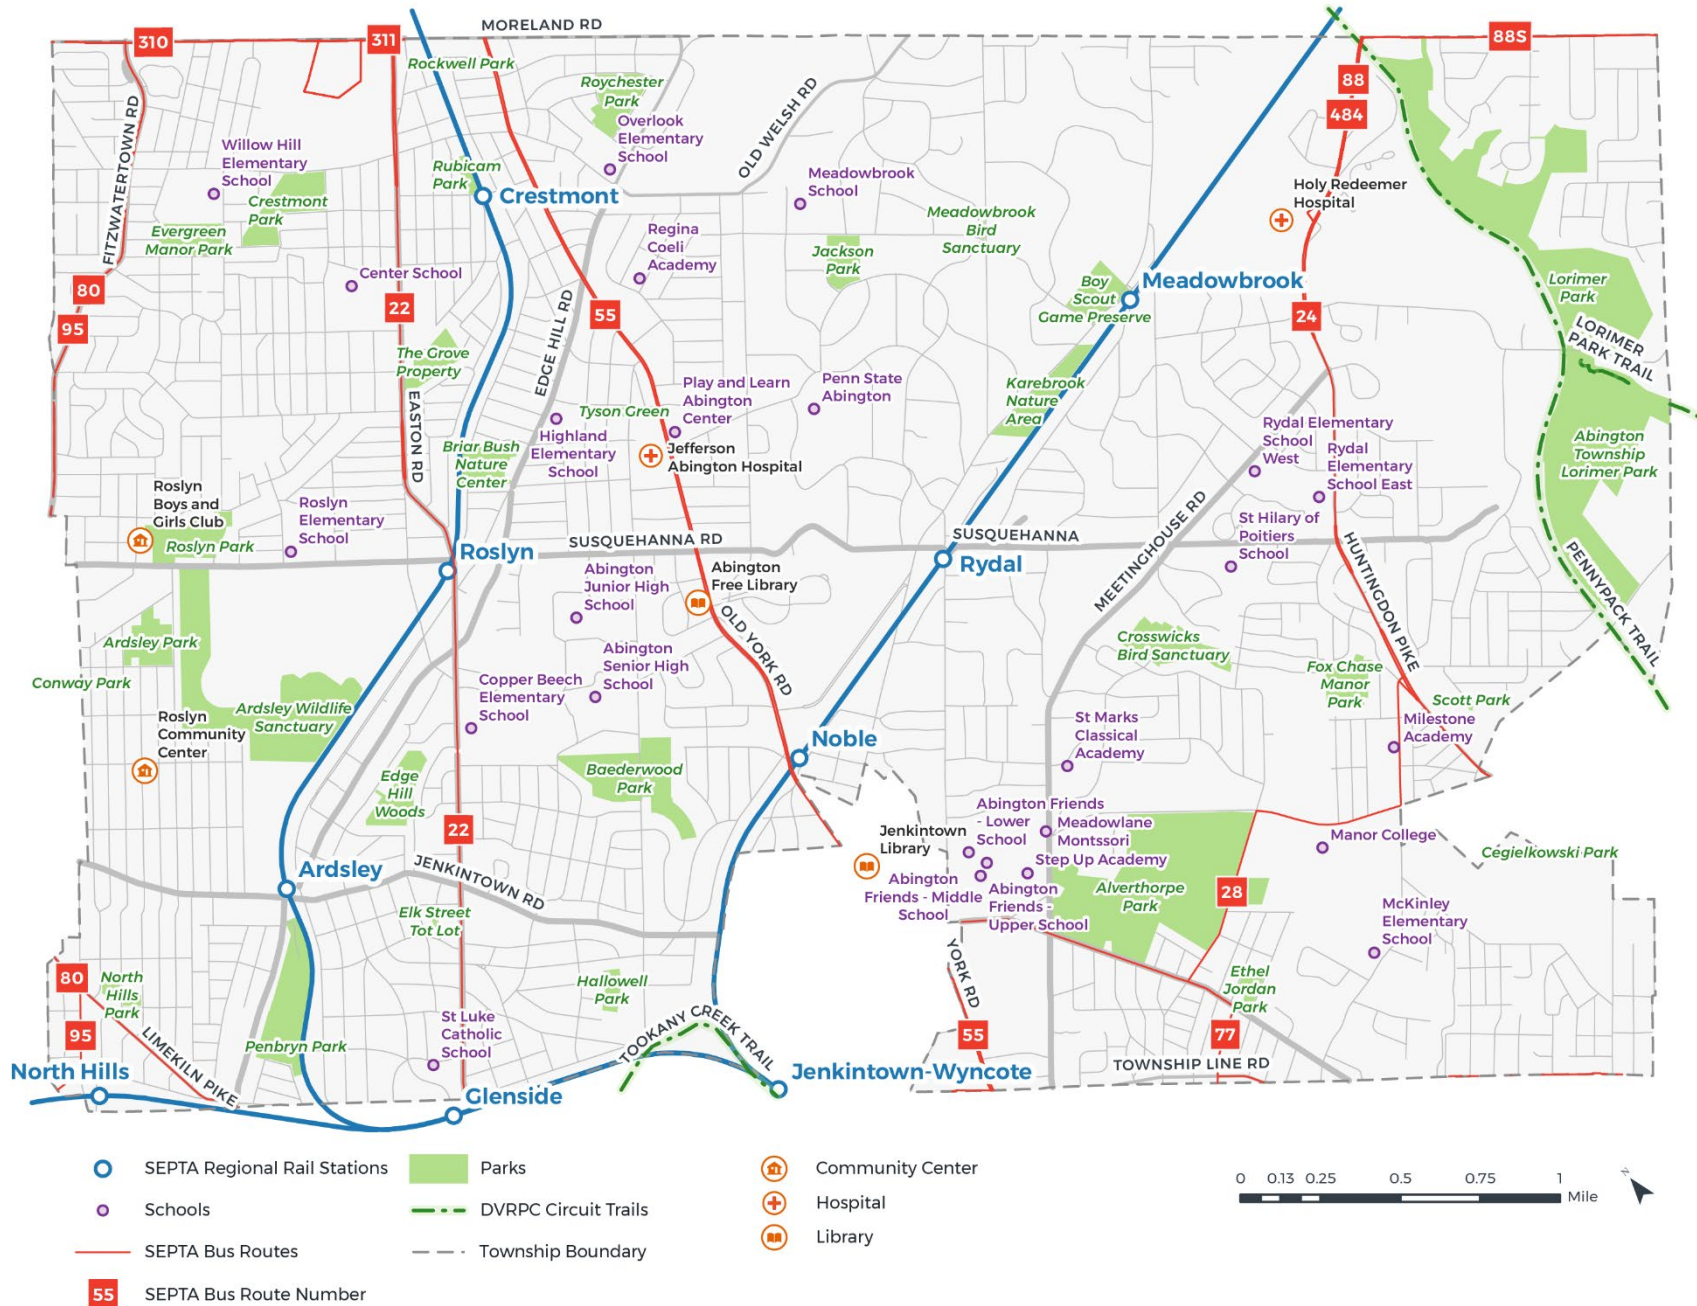 MORELAND RD
310
311
88S
Rockwell Park
88
484
Roychester
Park
OLD WELSH RD
FITZWATERTOWN RD
Overlook
Elementary
School
Willow Hill
Elementary
School
Rubicam
Park
Crestmont
Meadowbrook
School
Holy Redeemer
Hospital
Crestmont
Park
Meadowbrook
Bird
Sanctuary
Evergreen
Manor Park
Regina
Coeli
Academy
Jackson
Park
Center School
Boy
Scout
Game Preserve
Meadowbrook
Lorimer
Park
80
95
22
55
24
EDGE HILL RD
LORIMER
PARK TRAIL
The Grove
Property
EASTON RD
Play and Learn
Abington
Center
Penn State
Abington
Karebrook
Nature
Area
Tyson Green
Highland
Elementary
School
Briar Bush
Nature
Center
Jefferson
Abington Hospital
Rydal Elementary
School
West
Rydal
Elementary
School East
Abington
Township
Lorimer Park
Roslyn
Boys and
Girls Club
Roslyn Park
Roslyn
Elementary
School
MEETINGHOUSE RD
St Hilary of
Poitiers
School
Roslyn
SUSQUEHANNA RD
SUSQUEHANNA
Rydal
HUNTINGDON PIKE
PENNYPACK TRAIL
Abington
Junior High
School
Abington
Free Library
OLD YORK RD
Ardsley Park
Conway Park
Abington
Senior High
School
Crosswicks
Bird Sanctuary
Fox Chase
Manor
Park
Scott Park
Copper Beech
Elementary
School
Ardsley Wildlife
Sanctuary
Roslyn
Community
Center
St Marks
Classical
Academy
Milestone
Academy
Noble
Edge
Hill
Woods
Baederwood
Park
22
Jenkintown
Library
Abington Friends
- Lower
School
Meadowlane
Montssori
Step Up Academy
Manor College
Cegielkowski Park
Ardsley
JENKINTOWN RD
Abington
Friends - Middle
School
Abington
Friends -
Upper School
Alverthorpe
Park
28
Elk Street
Tot Lot
McKinley
Elementary
School
80
95
North
Hills
Park
Hallowell
Park
YORK RD
Ethel
Jordan
Park
55
77
St Luke
Catholic
School
TOOKANY CREEK TRAIL
LIMEKILN PIKE
Penbryn Park
TOWNSHIP LINE RD
North Hills
Glenside
Jenkintown-Wyncote
SEPTA Regional Rail Stations
Schools
SEPTA Bus Routes
55
SEPTA Bus Route Number
Parks
DVRPC Circuit Trails
Township Boundary
Community Center
Hospital
Library
0 0.13 0.25 0.5 0.75 1
Mile
N